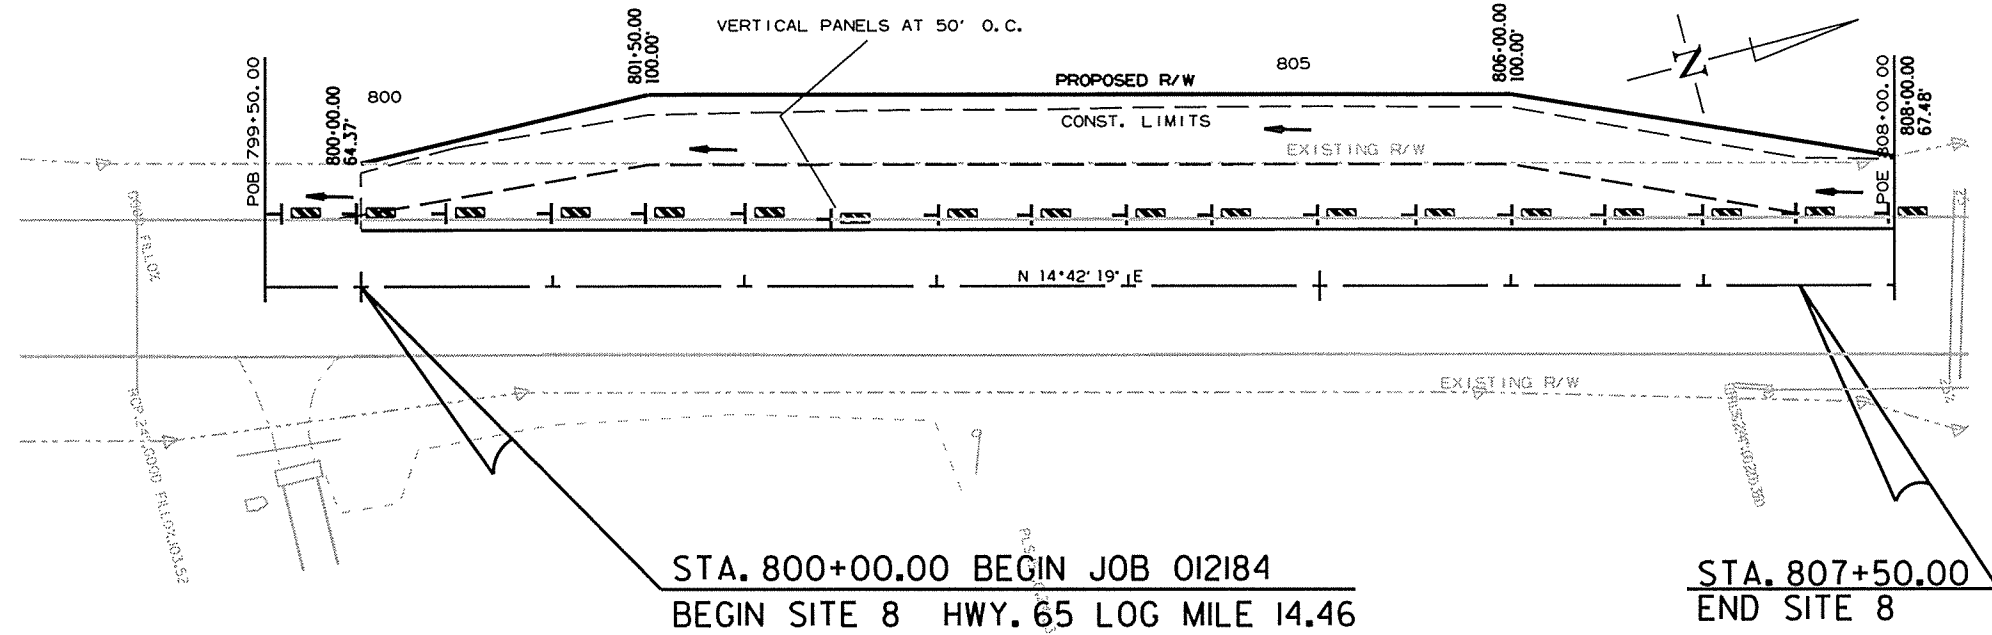 VERTICAL PANELS AT 50' O.C.
POB 799+50.00
800+00.00
64.37'
800
801+50.00
100.00'
PROPOSED R/W
805
806+00.00
100.00'
N
POE 808+00.00
808+00.00
67.48'
CONST. LIMITS
EXISTING R/W
N 14°42'19" E
EXISTING R/W
STA. 800+00.00 BEGIN JOB 012184
BEGIN SITE 8 HWY. 65 LOG MILE 14.46
STA. 807+50.00
END SITE 8